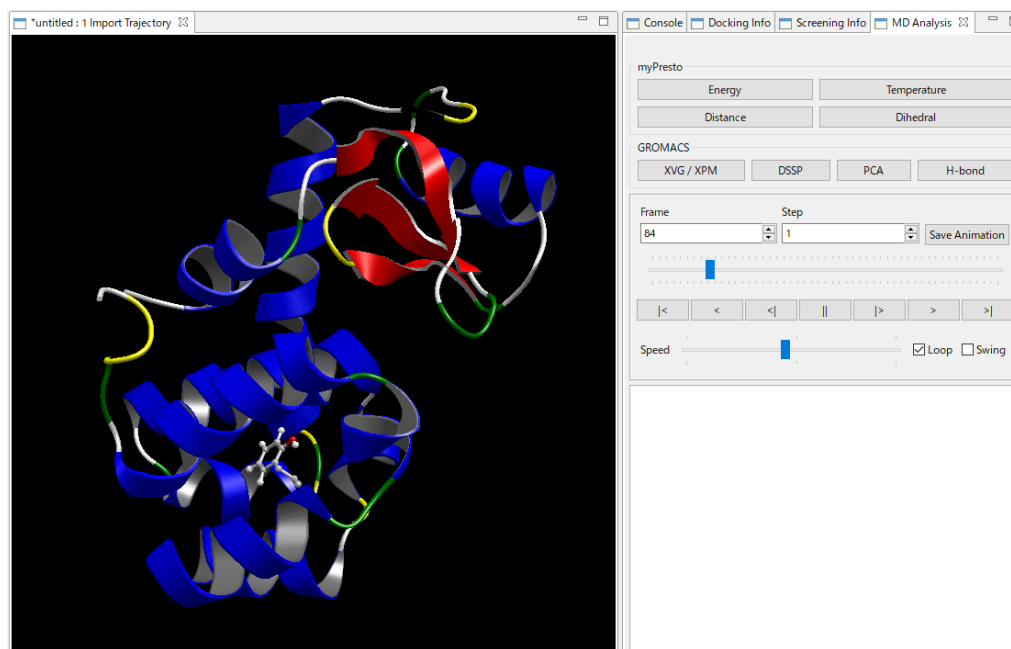 *untitled : 1 Import Trajectory
Console Docking Info Screening Info MD Analysis
myPresto
Energy Temperature
Distance Dihedral
GROMACS
XVG / XPM DSSP PCA H-bond
Frame Step
84 1 Save Animation
|< < <| || |> > >|
Speed Loop Swing